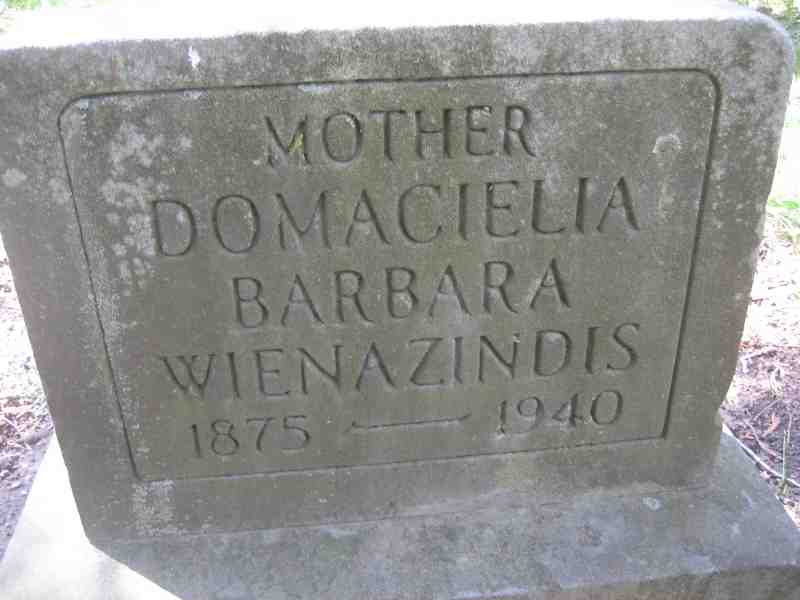 MOTHER
DOMACIELIA
BARBARA
WIENAZINDIS
1875 — 1940